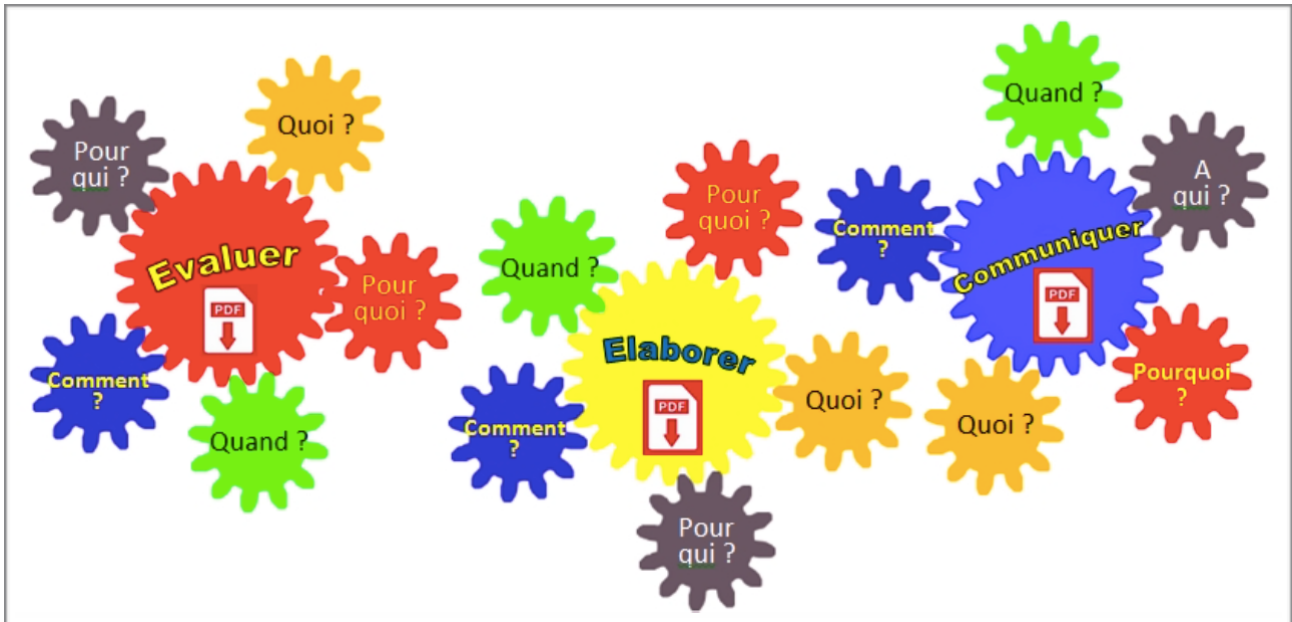 Pour
qui ?
Quoi ?
Evaluer
PDF
Pour
quoi ?
Comment
?
Quand ?
Quand ?
Pour
quoi ?
Elaborer
PDF
Comment
?
Quoi ?
Pour
qui ?
Quand ?
A
qui ?
Comment
?
Communiquer
PDF
Pourquoi
?
Quoi ?